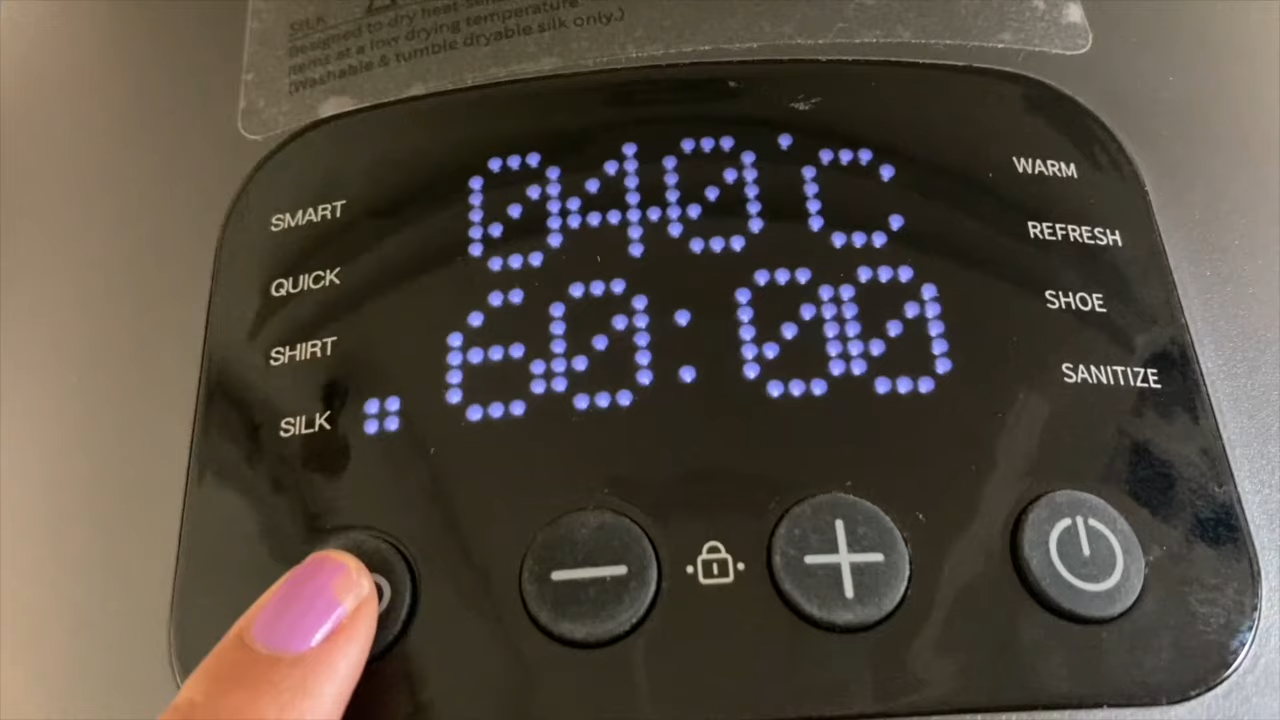 SILK
Designed to dry heat-sen
items at a low drying temperature.
(Washable & tumble dryable silk only.)
040°C
60:00
SMART
QUICK
SHIRT
SILK
WARM
REFRESH
SHOE
SANITIZE